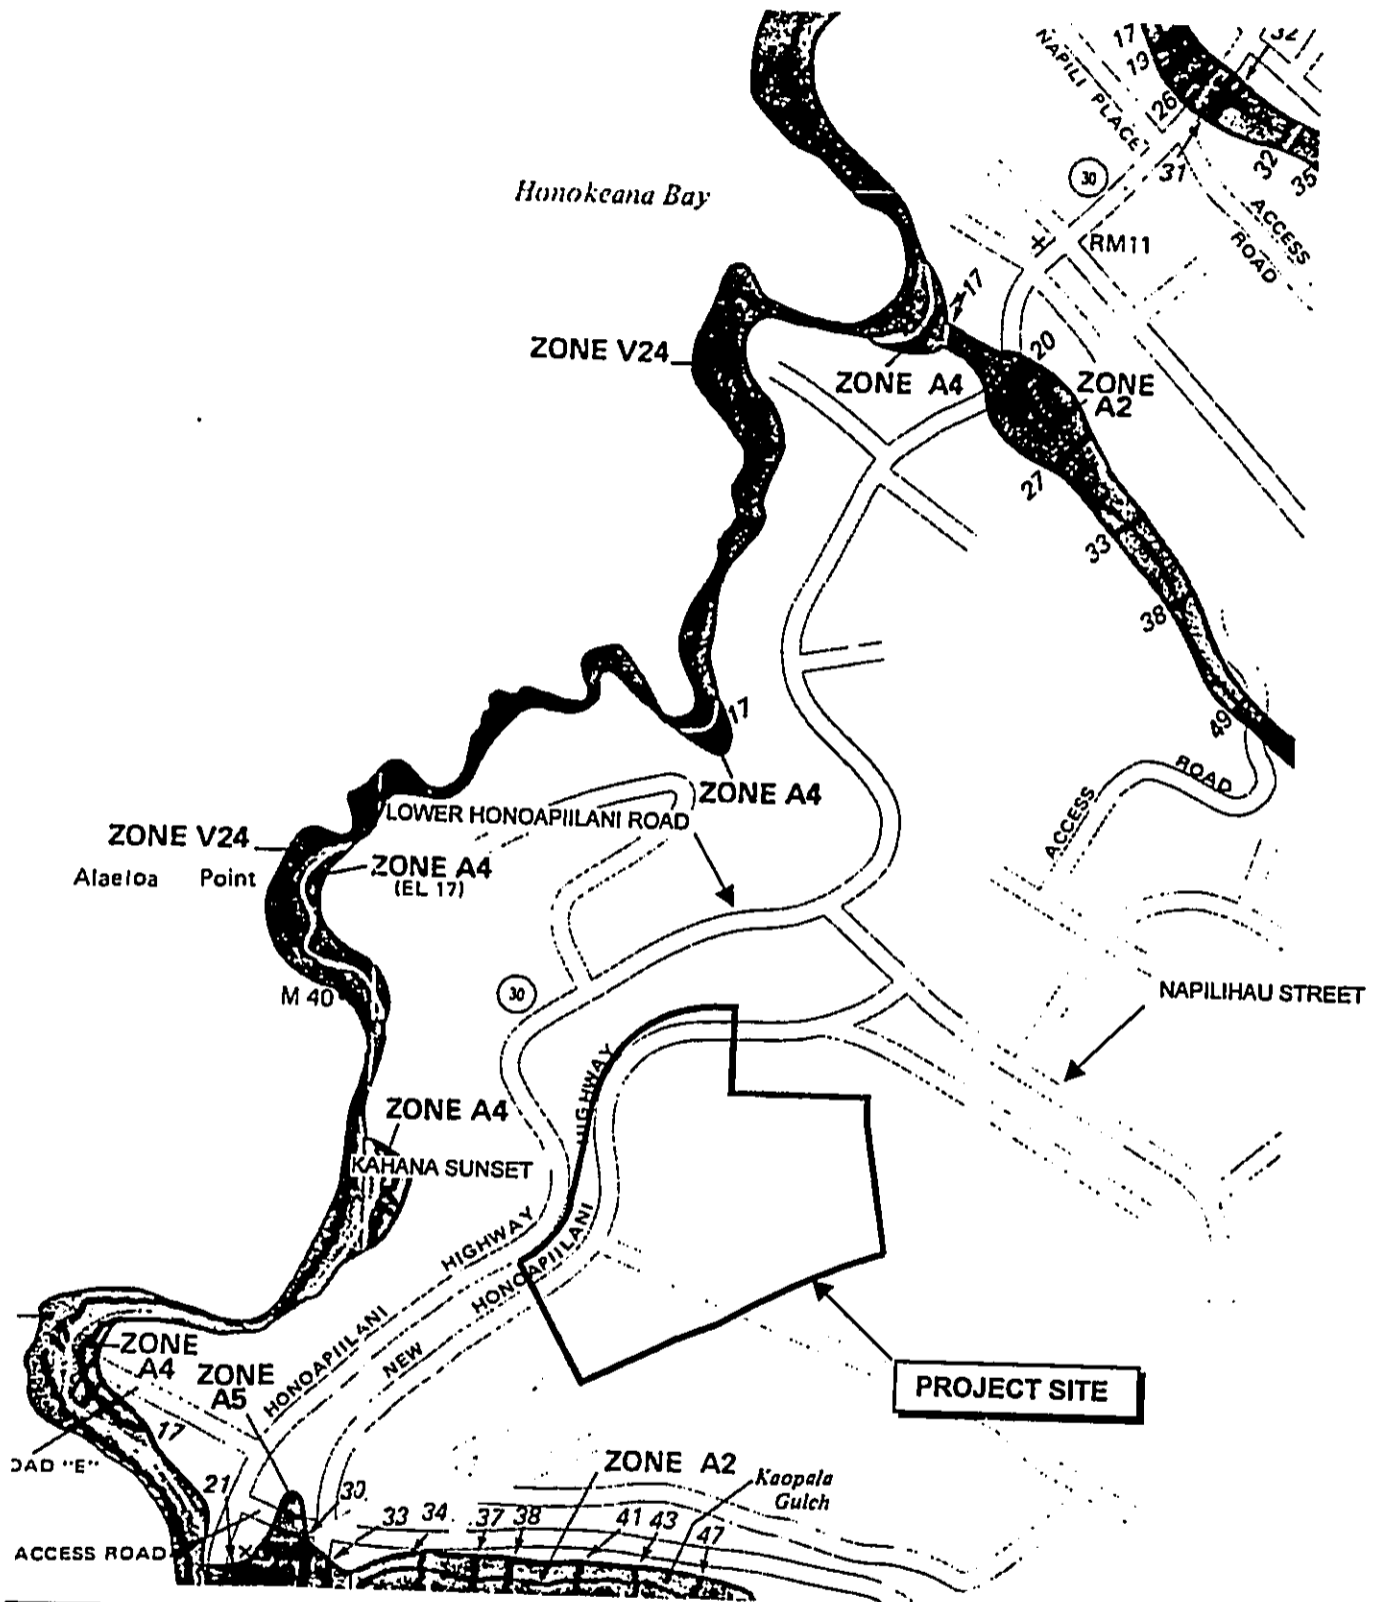 17
19
32
NAPILI PLACE
26
31
32
35
30
ACCESS
ROAD
RM11
Honokeana Bay
17
ZONE V24
ZONE A4
20
ZONE
A2
27
33
38
49
17
ZONE A4
ROAD
ACCESS
LOWER HONOAPIILANI ROAD
ZONE V24
Alaeloa Point
ZONE A4
(EL 17)
M 40
30
NAPILIHAU STREET
HIGHWAY
ZONE A4
KAHANA SUNSET
HONOAPIILANI HIGHWAY
NEW HONOAPIILANI
PROJECT SITE
ZONE
A4
ZONE
A5
17
OAD "E"
21
30
33
34
37
38
ZONE A2
Kaopala
Gulch
41
43
47
ACCESS ROAD